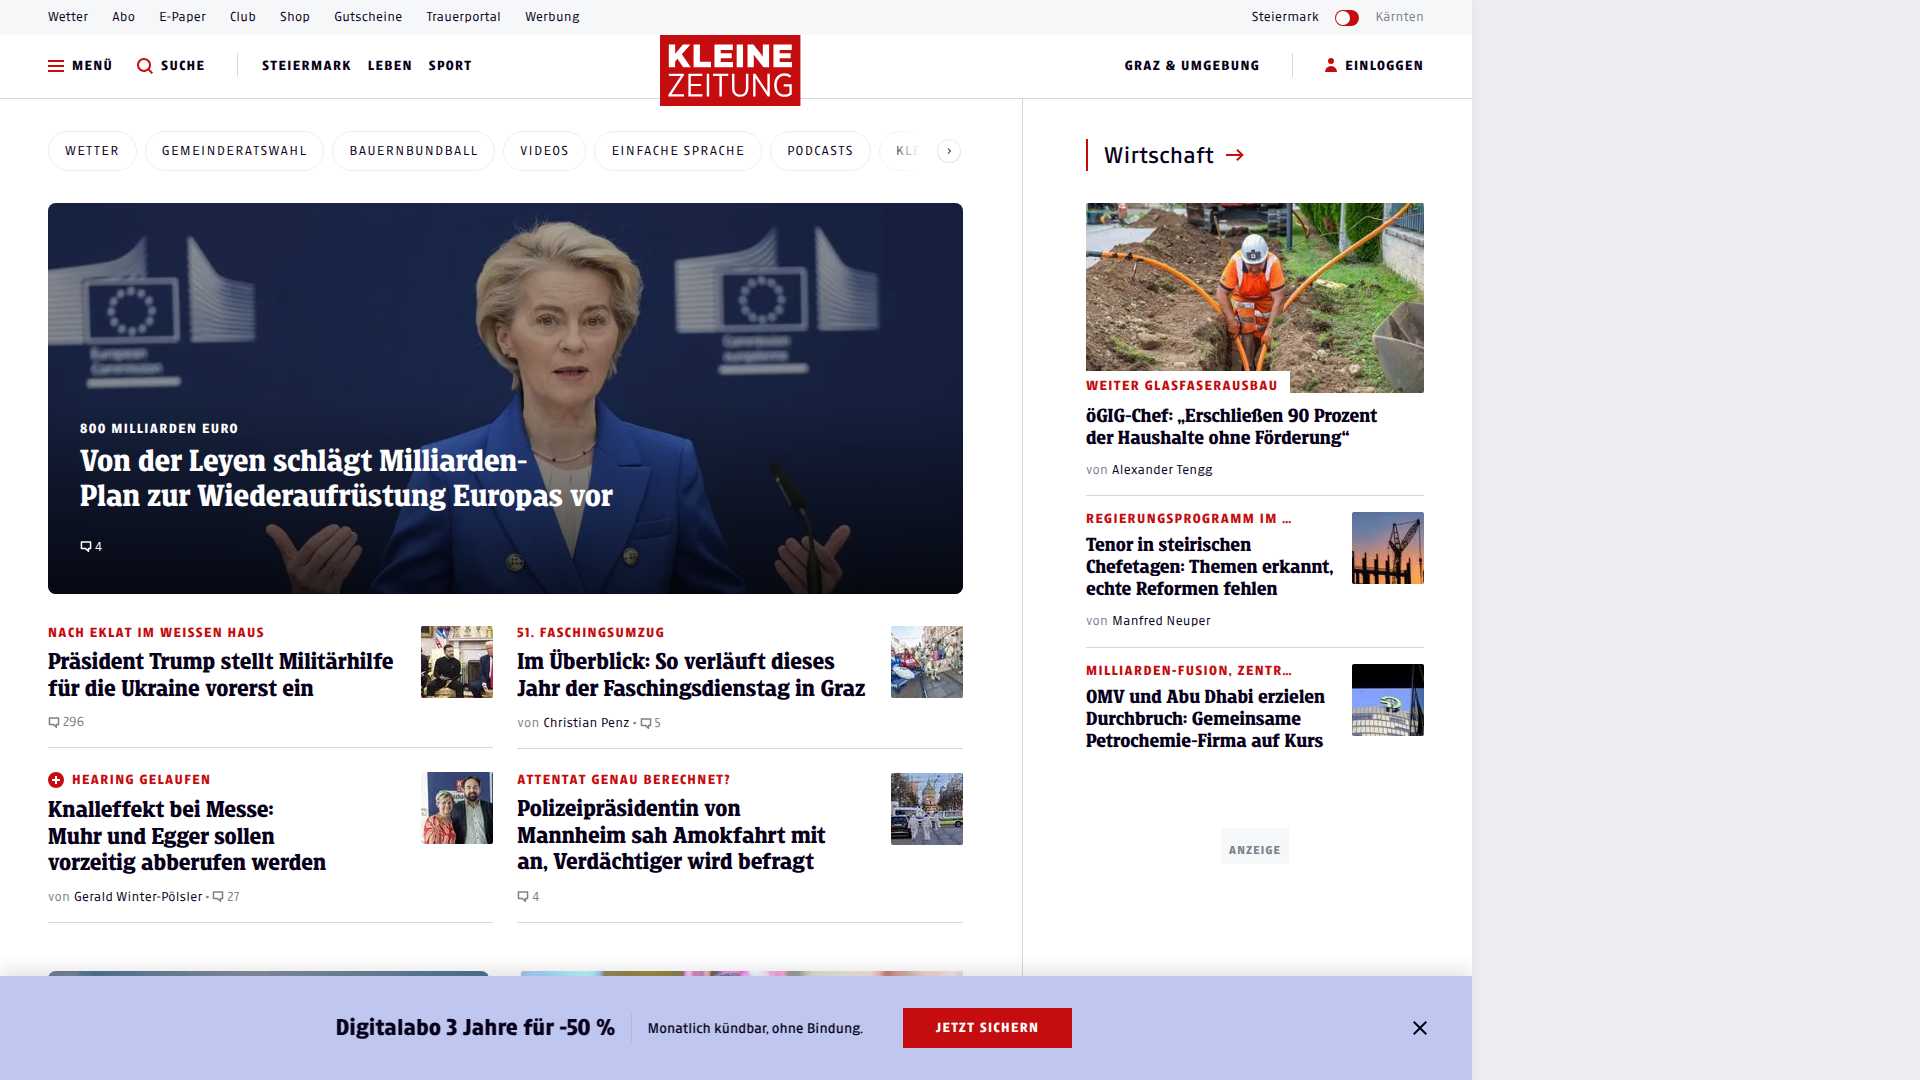 Wetter Abo E-Paper Club Shop Gutscheine Trauerportal Werbung Steiermark Kärnten
MENÜ SUCHE STEIERMARK LEBEN SPORT
KLEINE
ZEITUNG
GRAZ & UMGEBUNG EINLOGGEN
WETTER GEMEINDERATSWAHL BAUERNBUNDBALL VIDEOS EINFACHE SPRACHE PODCASTS
800 MILLIARDEN EURO
Von der Leyen schlägt Milliarden-
Plan zur Wiederaufrüstung Europas vor
4
NACH EKLAT IM WEISSEN HAUS
Präsident Trump stellt Militärhilfe
für die Ukraine vorerst ein
296
51. FASCHINGSUMZUG
Im Überblick: So verläuft dieses
Jahr der Faschingsdienstag in Graz
von Christian Penz • 5
HEARING GELAUFEN
Knalleffekt bei Messe:
Muhr und Egger sollen
vorzeitig abberufen werden
von Gerald Winter-Pölsler • 27
ATTENTAT GENAU BERECHNET?
Polizeipräsidentin von
Mannheim sah Amokfahrt mit
an, Verdächtiger wird befragt
4
Wirtschaft
WEITER GLASFASERAUSBAU
öGIG-Chef: „Erschließen 90 Prozent
der Haushalte ohne Förderung“
von Alexander Tengg
REGIERUNGSPROGRAMM IM ...
Tenor in steirischen
Chefetagen: Themen erkannt,
echte Reformen fehlen
von Manfred Neuper
MILLIARDEN-FUSION, ZENTR...
OMV und Abu Dhabi erzielen
Durchbruch: Gemeinsame
Petrochemie-Firma auf Kurs
ANZEIGE
Digitalabo 3 Jahre für -50 % Monatlich kündbar, ohne Bindung. JETZT SICHERN